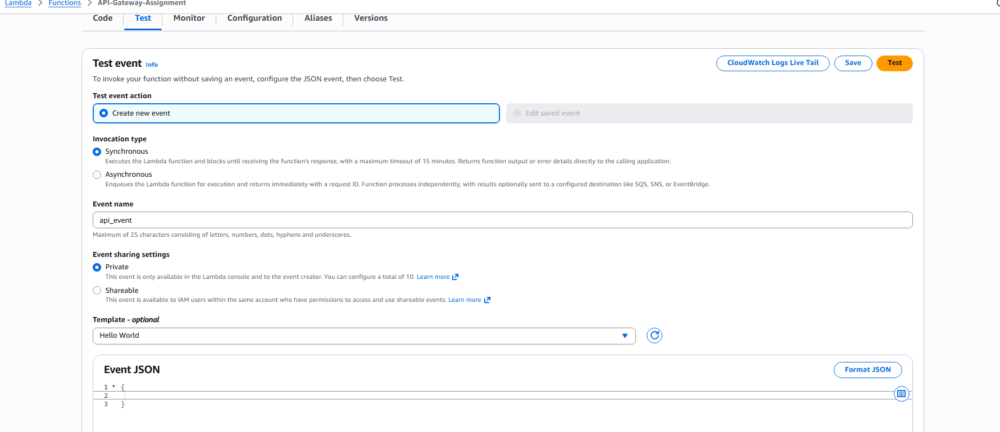 Lambda > Functions > API-Gateway-Assignment
Code Test Monitor Configuration Aliases Versions
Test event Info CloudWatch Logs Live Tail Save Test
To invoke your function without saving an event, configure the JSON event, then choose Test.
Test event action
Create new event Edit saved event
Invocation type
Synchronous
Executes the Lambda function and blocks until receiving the function's response, with a maximum timeout of 15 minutes. Returns function output or error details directly to the calling application.
Asynchronous
Enqueues the Lambda function for execution and returns immediately with a request ID. Function processes independently, with results optionally sent to a configured destination like SQS, SNS, or EventBridge.
Event name
api_event
Maximum of 25 characters consisting of letters, numbers, dots, hyphens and underscores.
Event sharing settings
Private
This event is only available in the Lambda console and to the event creator. You can configure a total of 10. Learn more
Shareable
This event is available to IAM users within the same account who have permissions to access and use shareable events. Learn more
Template - optional
Hello World
Event JSON Format JSON
1 {
2
3 }